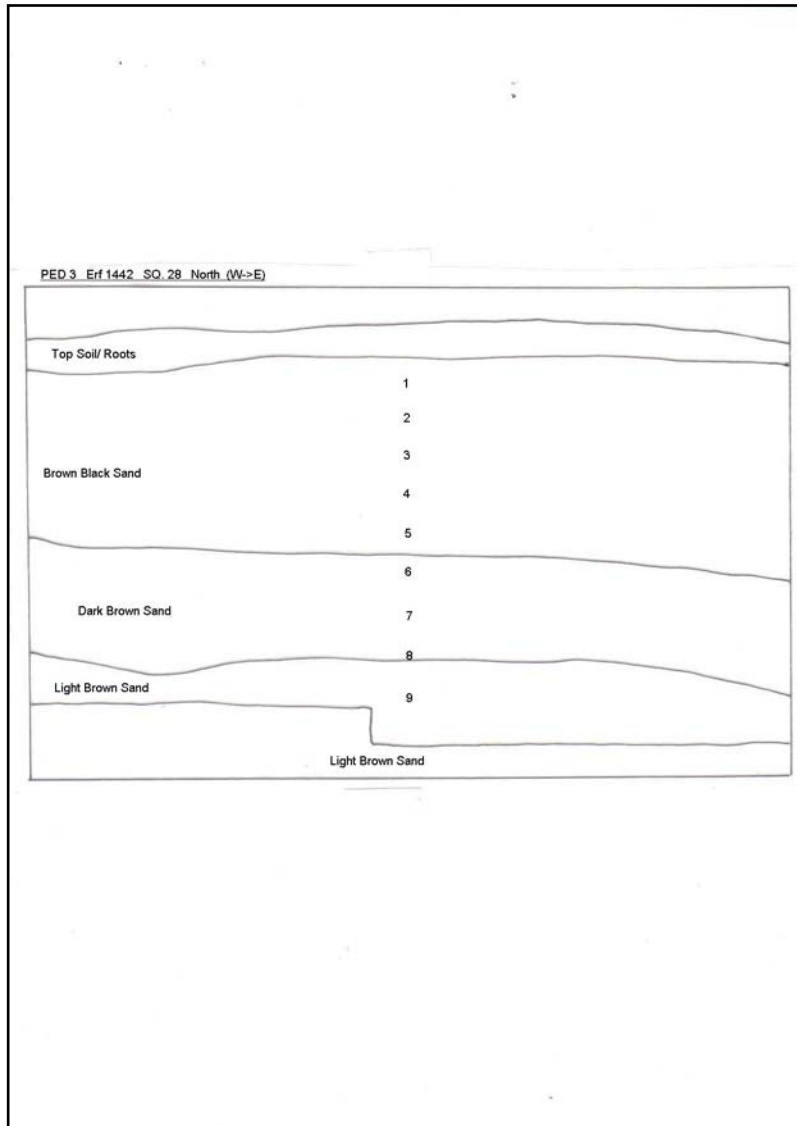 PED 3 Erf 1442 SQ. 28 North (W->E)
Top Soil/ Roots
1
2
3
Brown Black Sand
4
5
6
Dark Brown Sand
7
8
Light Brown Sand
9
Light Brown Sand